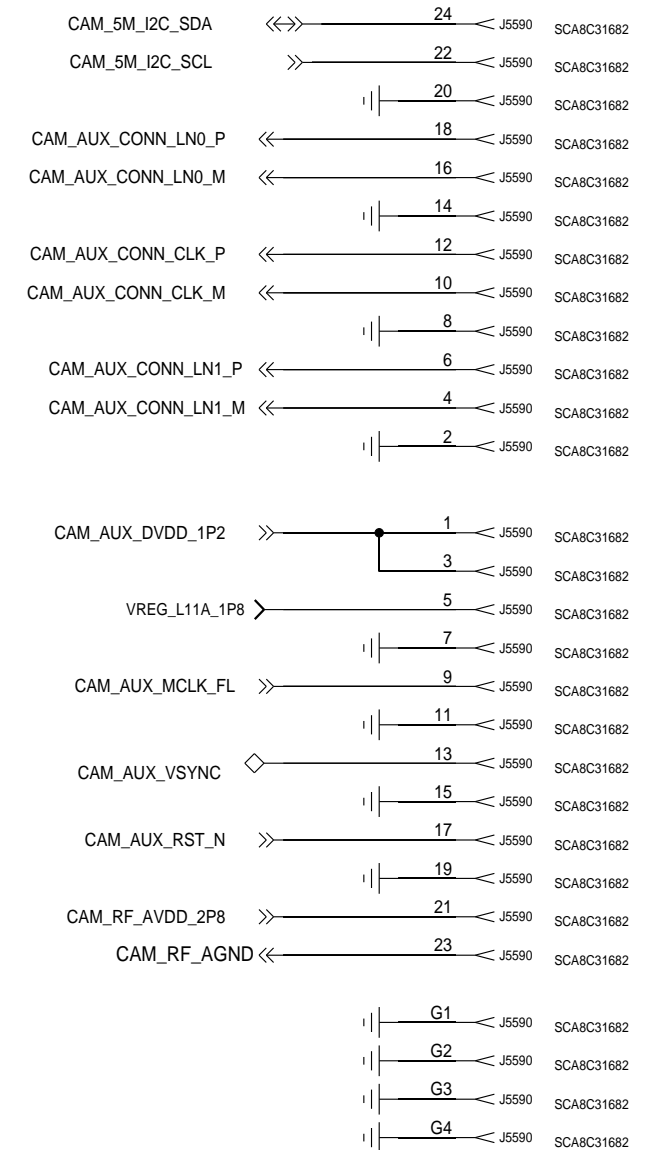 CAM_5M_I2C_SDA 24 J5590 SCA8C31682
CAM_5M_I2C_SCL 22 J5590 SCA8C31682
20 J5590 SCA8C31682
CAM_AUX_CONN_LN0_P 18 J5590 SCA8C31682
CAM_AUX_CONN_LN0_M 16 J5590 SCA8C31682
14 J5590 SCA8C31682
CAM_AUX_CONN_CLK_P 12 J5590 SCA8C31682
CAM_AUX_CONN_CLK_M 10 J5590 SCA8C31682
8 J5590 SCA8C31682
CAM_AUX_CONN_LN1_P 6 J5590 SCA8C31682
CAM_AUX_CONN_LN1_M 4 J5590 SCA8C31682
2 J5590 SCA8C31682
CAM_AUX_DVDD_1P2 1 J5590 SCA8C31682
3 J5590 SCA8C31682
VREG_L11A_1P8 5 J5590 SCA8C31682
7 J5590 SCA8C31682
CAM_AUX_MCLK_FL 9 J5590 SCA8C31682
11 J5590 SCA8C31682
CAM_AUX_VSYNC 13 J5590 SCA8C31682
15 J5590 SCA8C31682
CAM_AUX_RST_N 17 J5590 SCA8C31682
19 J5590 SCA8C31682
CAM_RF_AVDD_2P8 21 J5590 SCA8C31682
CAM_RF_AGND 23 J5590 SCA8C31682
G1 J5590 SCA8C31682
G2 J5590 SCA8C31682
G3 J5590 SCA8C31682
G4 J5590 SCA8C31682